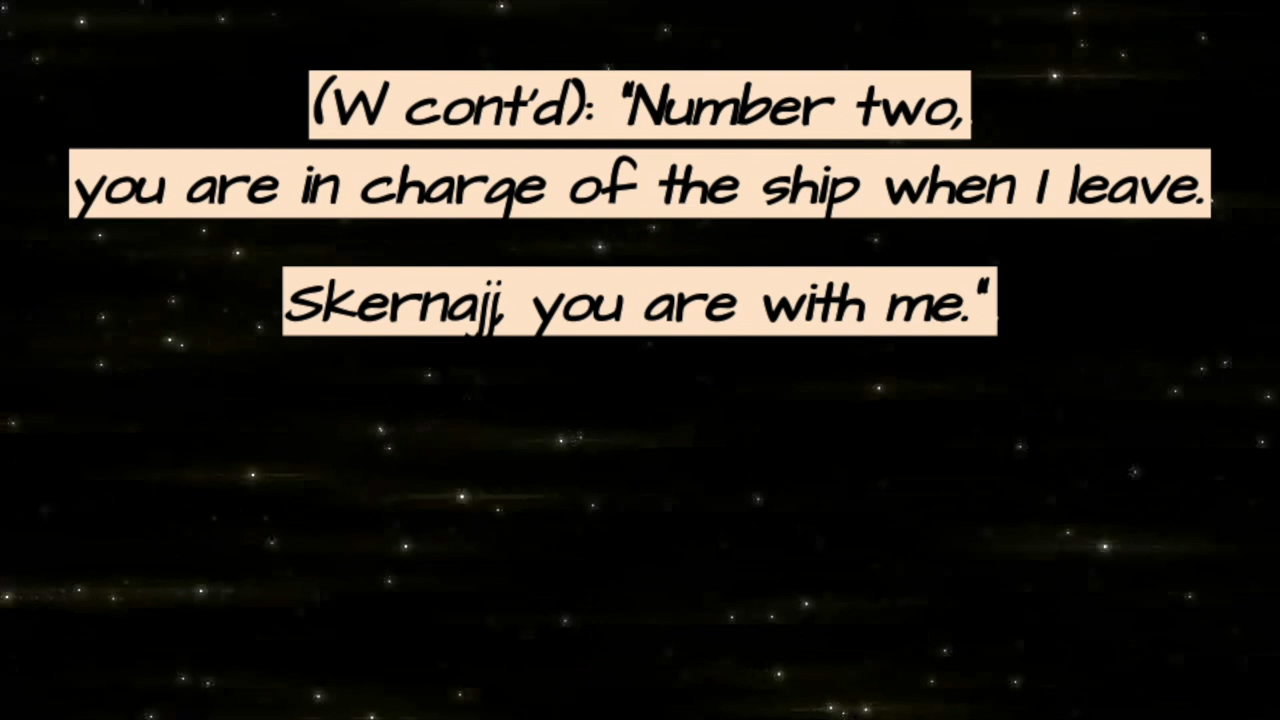 (W cont'd): "Number two,
you are in charge of the ship when I leave.
Skernajj, you are with me."